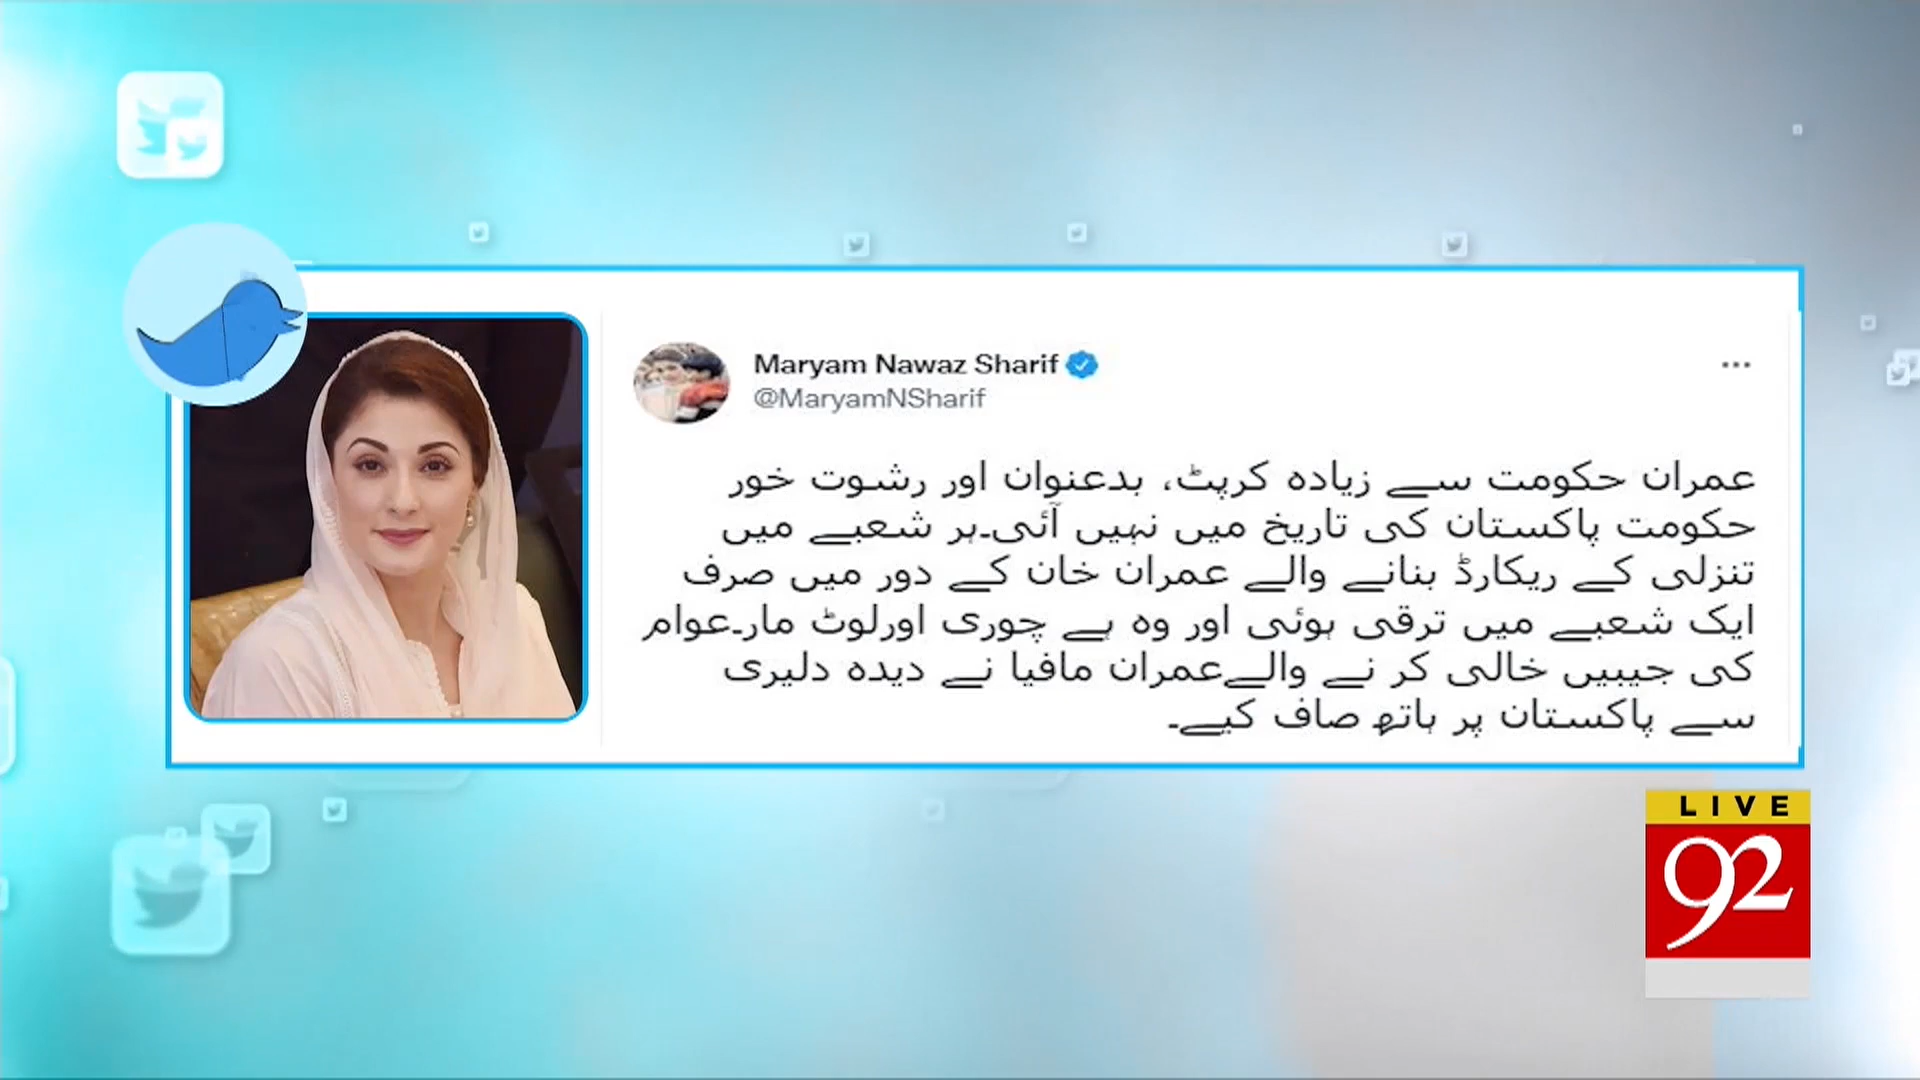 Maryam Nawaz Sharif
@MaryamNSharif
عمران حکومت سے زیادہ کرپٹ، بدعنوان اور رشوت خور
حکومت پاکستان کی تاریخ میں نہیں آئی۔ہر شعبے میں
تنزلی کے ریکارڈ بنانے والے عمران خان کے دور میں صرف
ایک شعبے میں ترقی ہوئی اور وہ ہے چوری اورلوٹ مار۔عوام
کی جیبیں خالی کر نے والےعمران مافیا نے دیدہ دلیری
سے پاکستان پر ہاتھ صاف کیے۔
LIVE
92